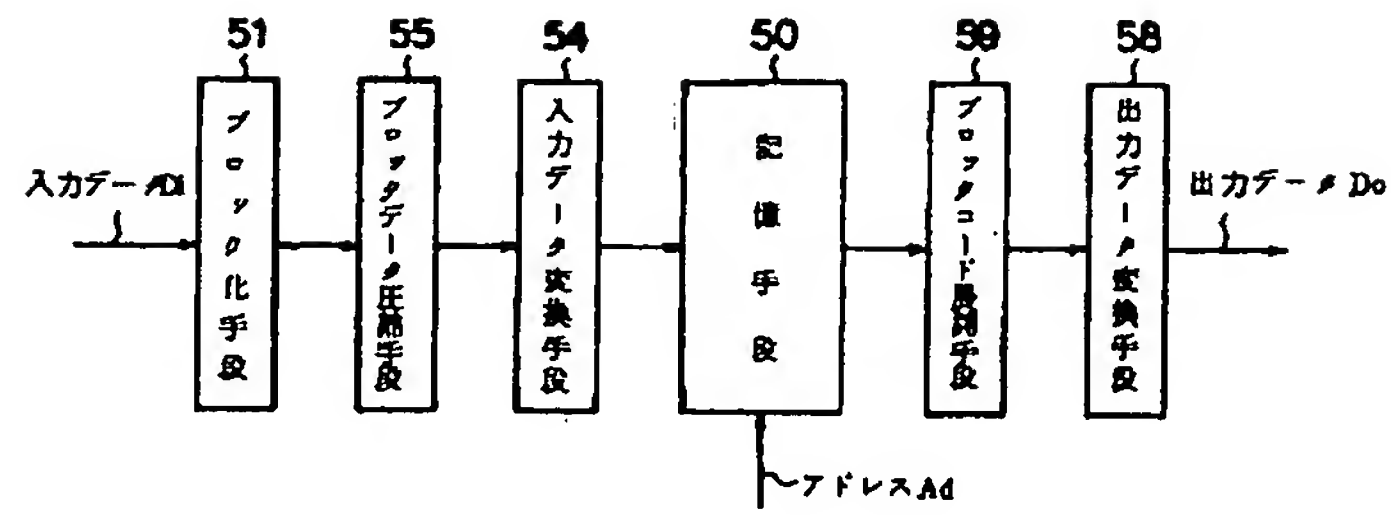 51
55
54
50
59
58
入力データDi
ブロック化手段
ブロックデータ圧縮手段
入力データ変換手段
記憶手段
ブロックコード
手段
出力データ変換手段
出力データDo
アドレスAd